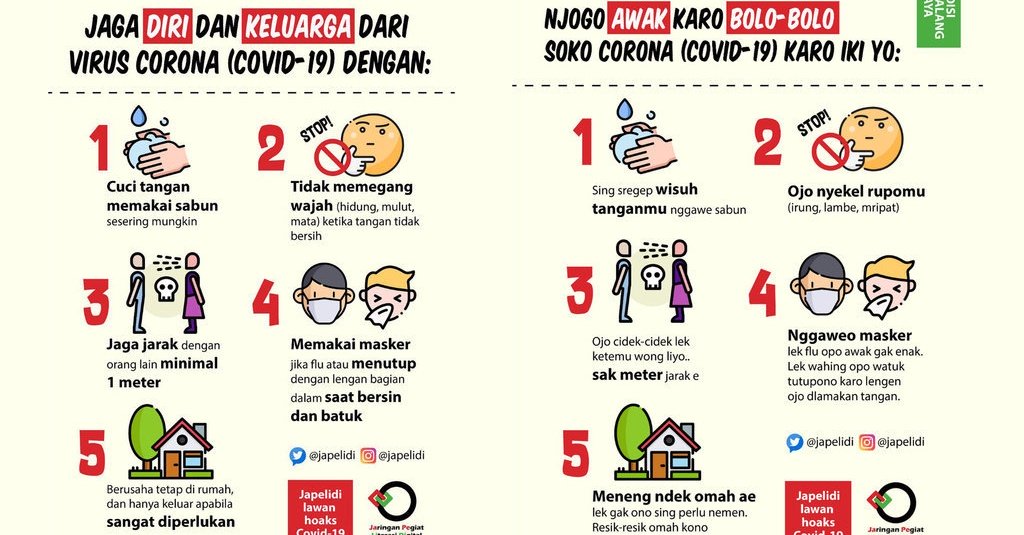 JAGA DIRI DAN KELUARGA DARI
VIRUS CORONA (COVID-19) DENGAN:
1
Cuci tangan
memakai sabun
sesering mungkin
2
STOP!
Tidak memegang
wajah (hidung, mulut,
mata) ketika tangan tidak
bersih
3
Jaga jarak dengan
orang lain minimal
1 meter
4
Memakai masker
jika flu atau menutup
dengan lengan bagian
dalam saat bersin
dan batuk
5
Berusaha tetap di rumah,
dan hanya keluar apabila
sangat diperlukan
@japelidi @japelidi
Japelidi
lawan
hoaks
Covid-19
Jaringan Pegiat
Literasi Digital
NJOGO AWAK KARO BOLO-BOLO
SOKO CORONA (COVID-19) KARO IKI YO:
1
Sing sregep wisuh
tanganmu nggawe sabun
2
STOP!
Ojo nyekel rupomu
(irung, lambe, mripat)
3
Ojo cidek-cidek lek
ketemu wong liyo..
sak meter jarak e
4
Nggaweo masker
lek flu opo awak gak enak.
Lek wahing opo watuk
tutupono karo lengen
ojo dlamakan tangan.
5
Meneng ndek omah ae
lek gak ono sing perlu nemen.
Resik-resik omah kono
@japelidi @japelidi
Japelidi
lawan
hoaks
Covid-19
Jaringan Pegiat